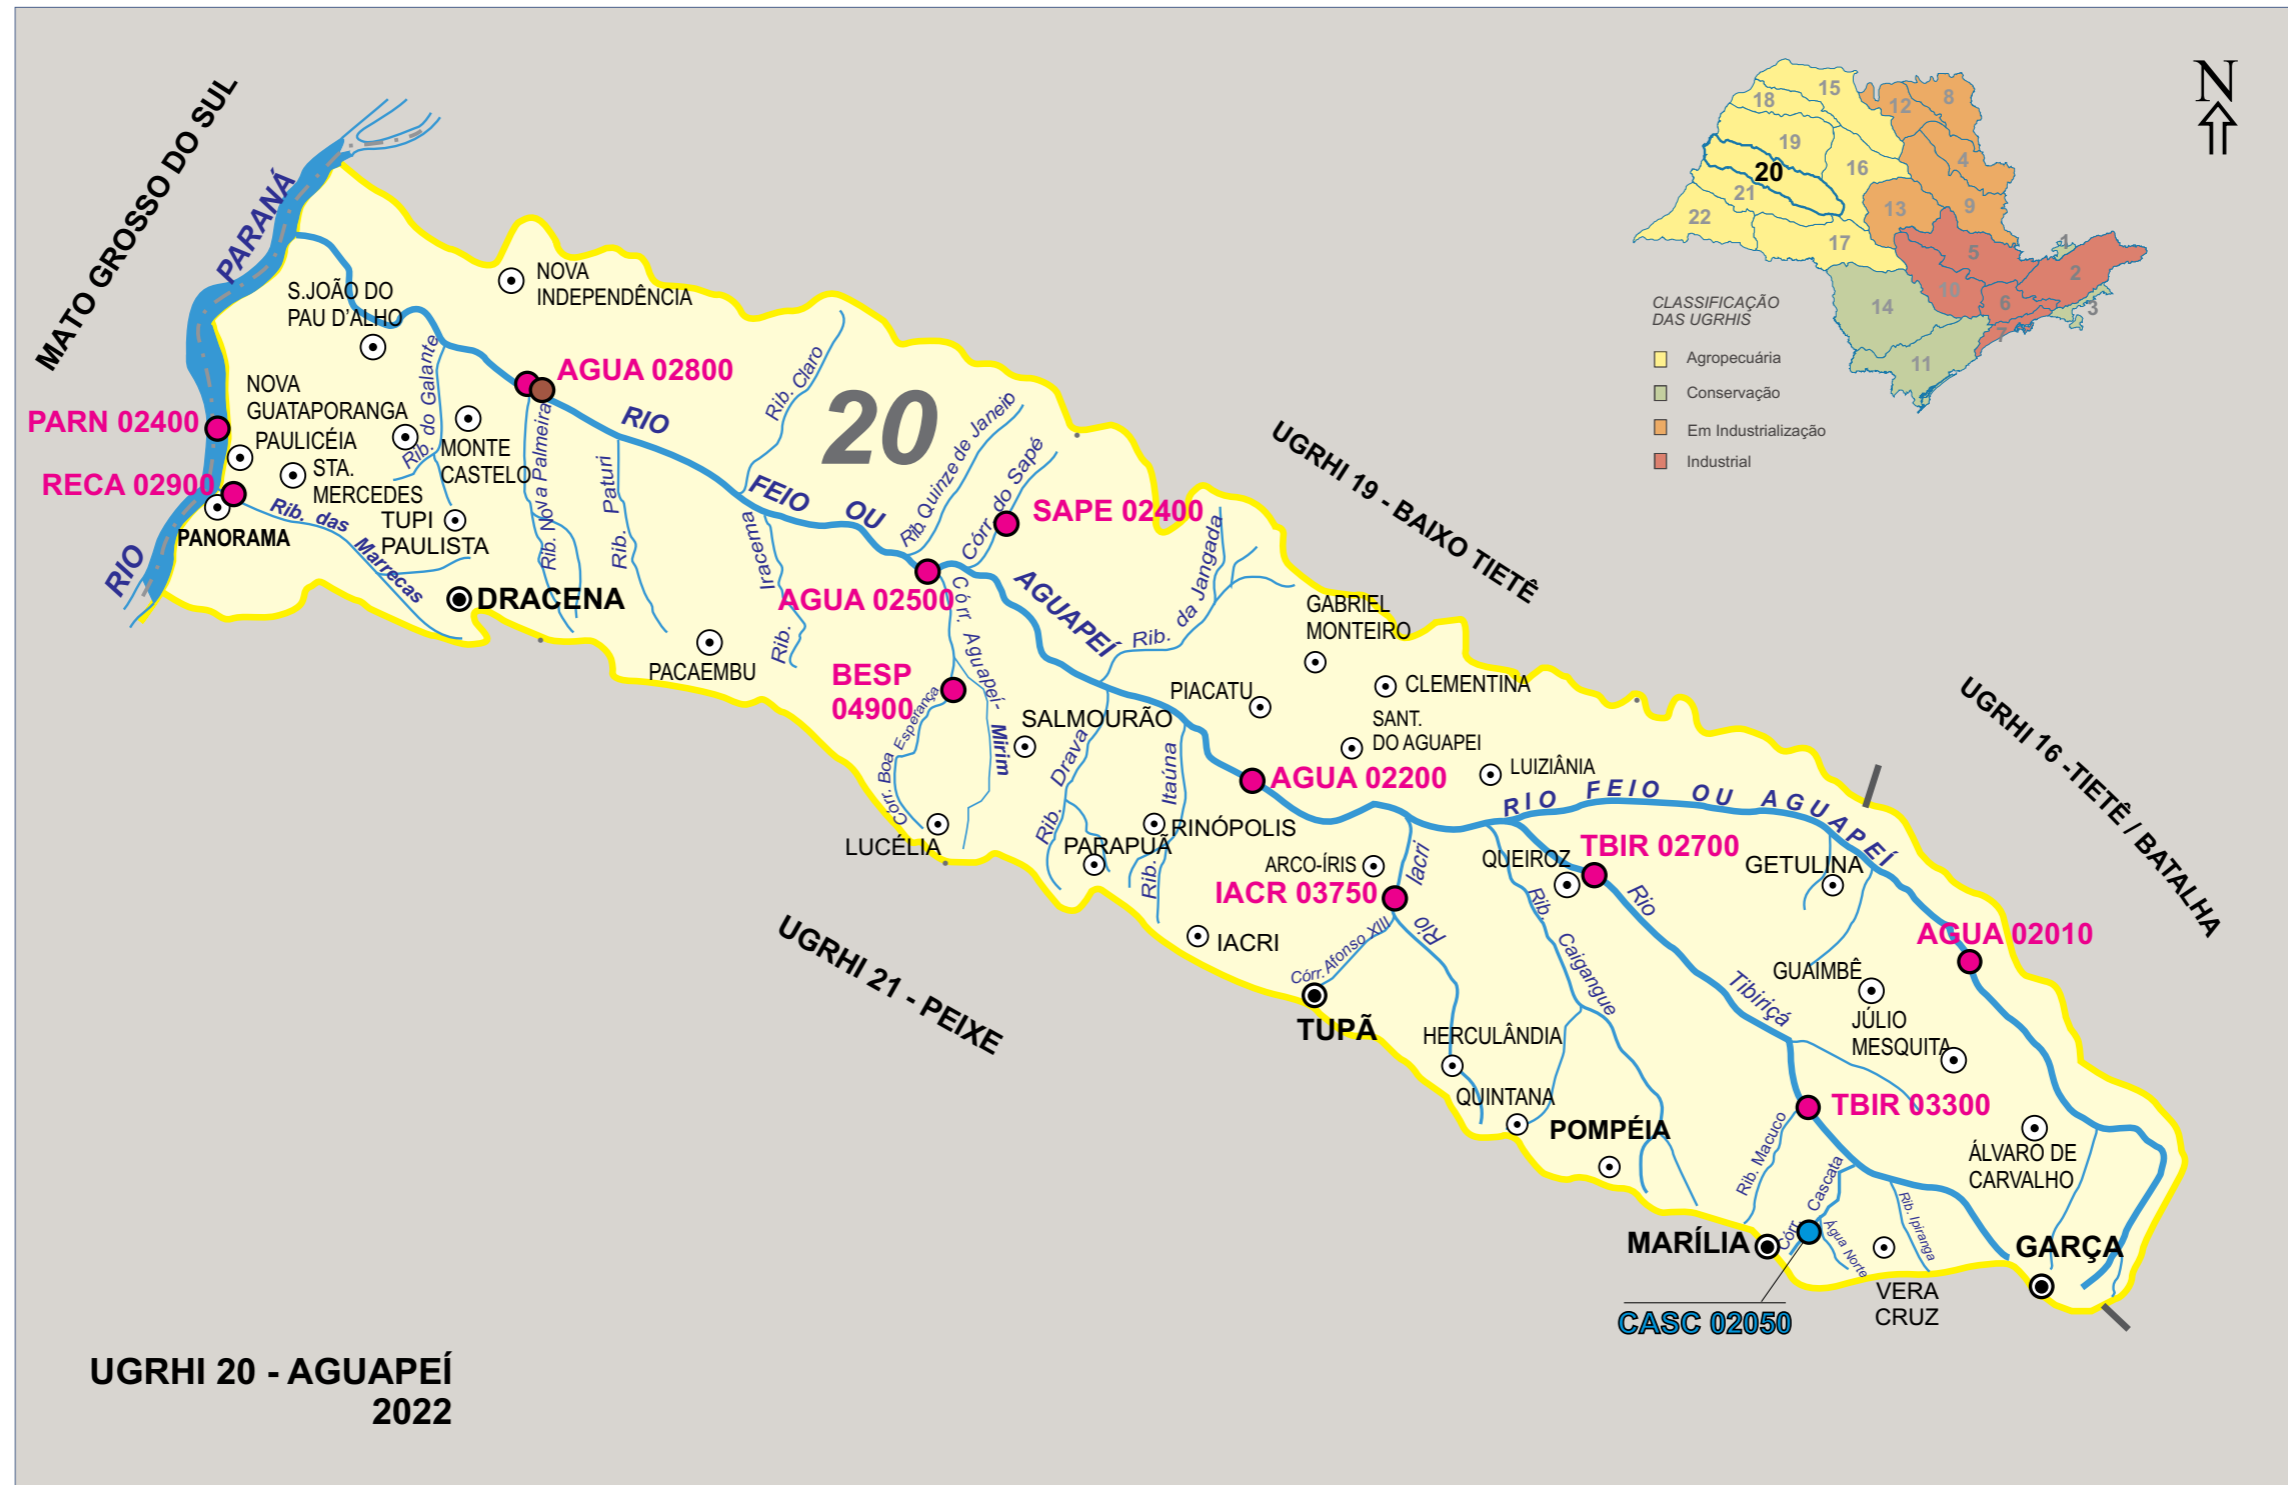 MATO GROSSO DO SUL
PARANÁ
RIO
N
15
18
12
8
19
4
16
20
21
9
13
22
17
5
1
2
10
6
3
14
7
11
CLASSIFICAÇÃO
DAS UGRHIS
Agropecuária
Conservação
Em Industrialização
Industrial
NOVA
INDEPENDÊNCIA
S.JOÃO DO
PAU D'ALHO
AGUA 02800
NOVA
GUATAPORANGA
PARN 02400
PAULICÉIA
STA.
MERCEDES
RECA 02900
PANORAMA
Rib. das
Marrecas
Rib. do Galante
MONTE
CASTELO
TUPI
PAULISTA
DRACENA
Rib. Nova Palmeira
Rib. Paturi
RIO
FEIO OU
AGUAPEÍ
Rib. Claro
20
Rib. Quinze de Janeio
Córr. do Sapé
SAPE 02400
UGRHI 19 - BAIXO TIETÊ
Rib. Iracema
AGUA 02500
PACAEMBU
BESP
04900
Córr. Aguapeí-Mirim
Córr. Boa Esperança
LUCÉLIA
SALMOURÃO
Rib. da Jangada
Rib. Drava
Rib. Itaúna
PARAPUÃ
RINÓPOLIS
IACRI
GABRIEL
MONTEIRO
PIACATU
CLEMENTINA
SANT.
DO AGUAPEI
LUIZIÂNIA
AGUA 02200
RIO FEIO OU AGUAPEÍ
UGRHI 16 -TIETÊ / BATALHA
ARCO-ÍRIS
IACR 03750
Rio Iacri
Córr. Afonso XIII
TUPÃ
QUEIROZ
TBIR 02700
Rio Tibiriçá
Rib. Caigangue
GETULINA
AGUA 02010
GUAIMBÊ
JÚLIO
MESQUITA
UGRHI 21 - PEIXE
HERCULÂNDIA
QUINTANA
POMPÉIA
TBIR 03300
Rib. Macuco
ÁLVARO DE
CARVALHO
Córr. Cascata
Água Norte
Rib. Ipiranga
MARÍLIA
GARÇA
VERA
CRUZ
CASC 02050
UGRHI 20 - AGUAPEÍ
2022